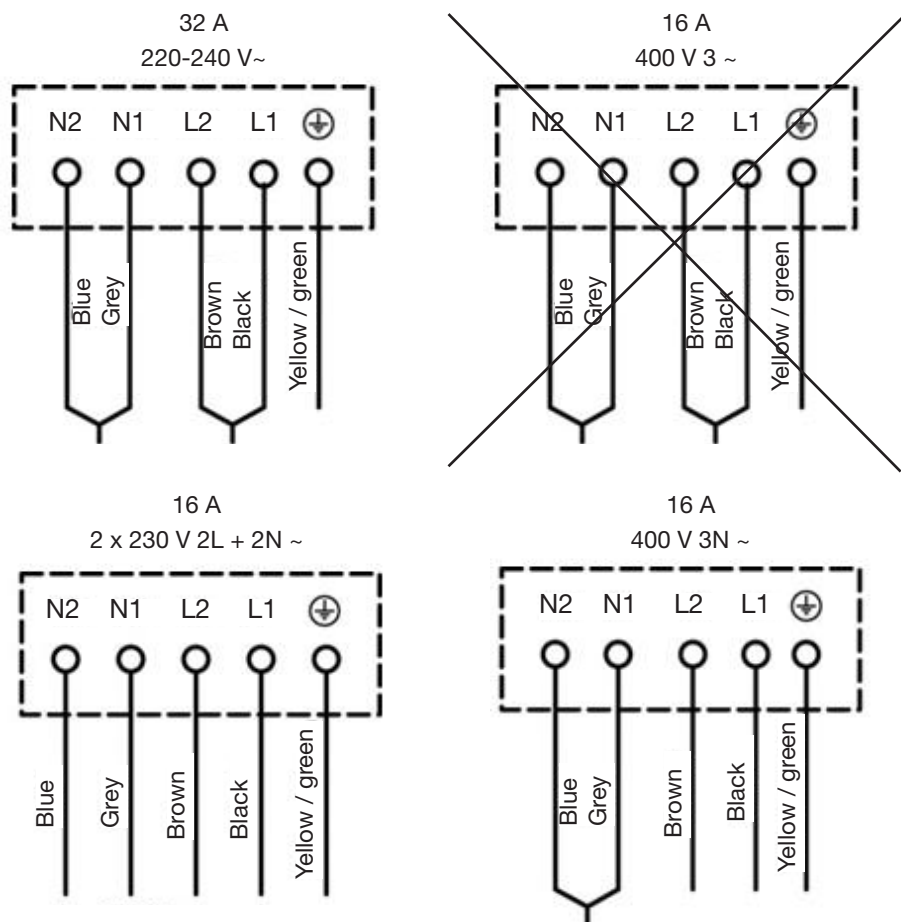 32 A
220-240 V~
N2 N1 L2 L1
Blue
Grey
Brown
Black
Yellow / green
16 A
400 V 3 ~
N2 N1 L2 L1
Blue
Grey
Brown
Black
Yellow / green
16 A
2 x 230 V 2L + 2N ~
N2 N1 L2 L1
Blue
Grey
Brown
Black
Yellow / green
16 A
400 V 3N ~
N2 N1 L2 L1
Blue
Grey
Brown
Black
Yellow / green